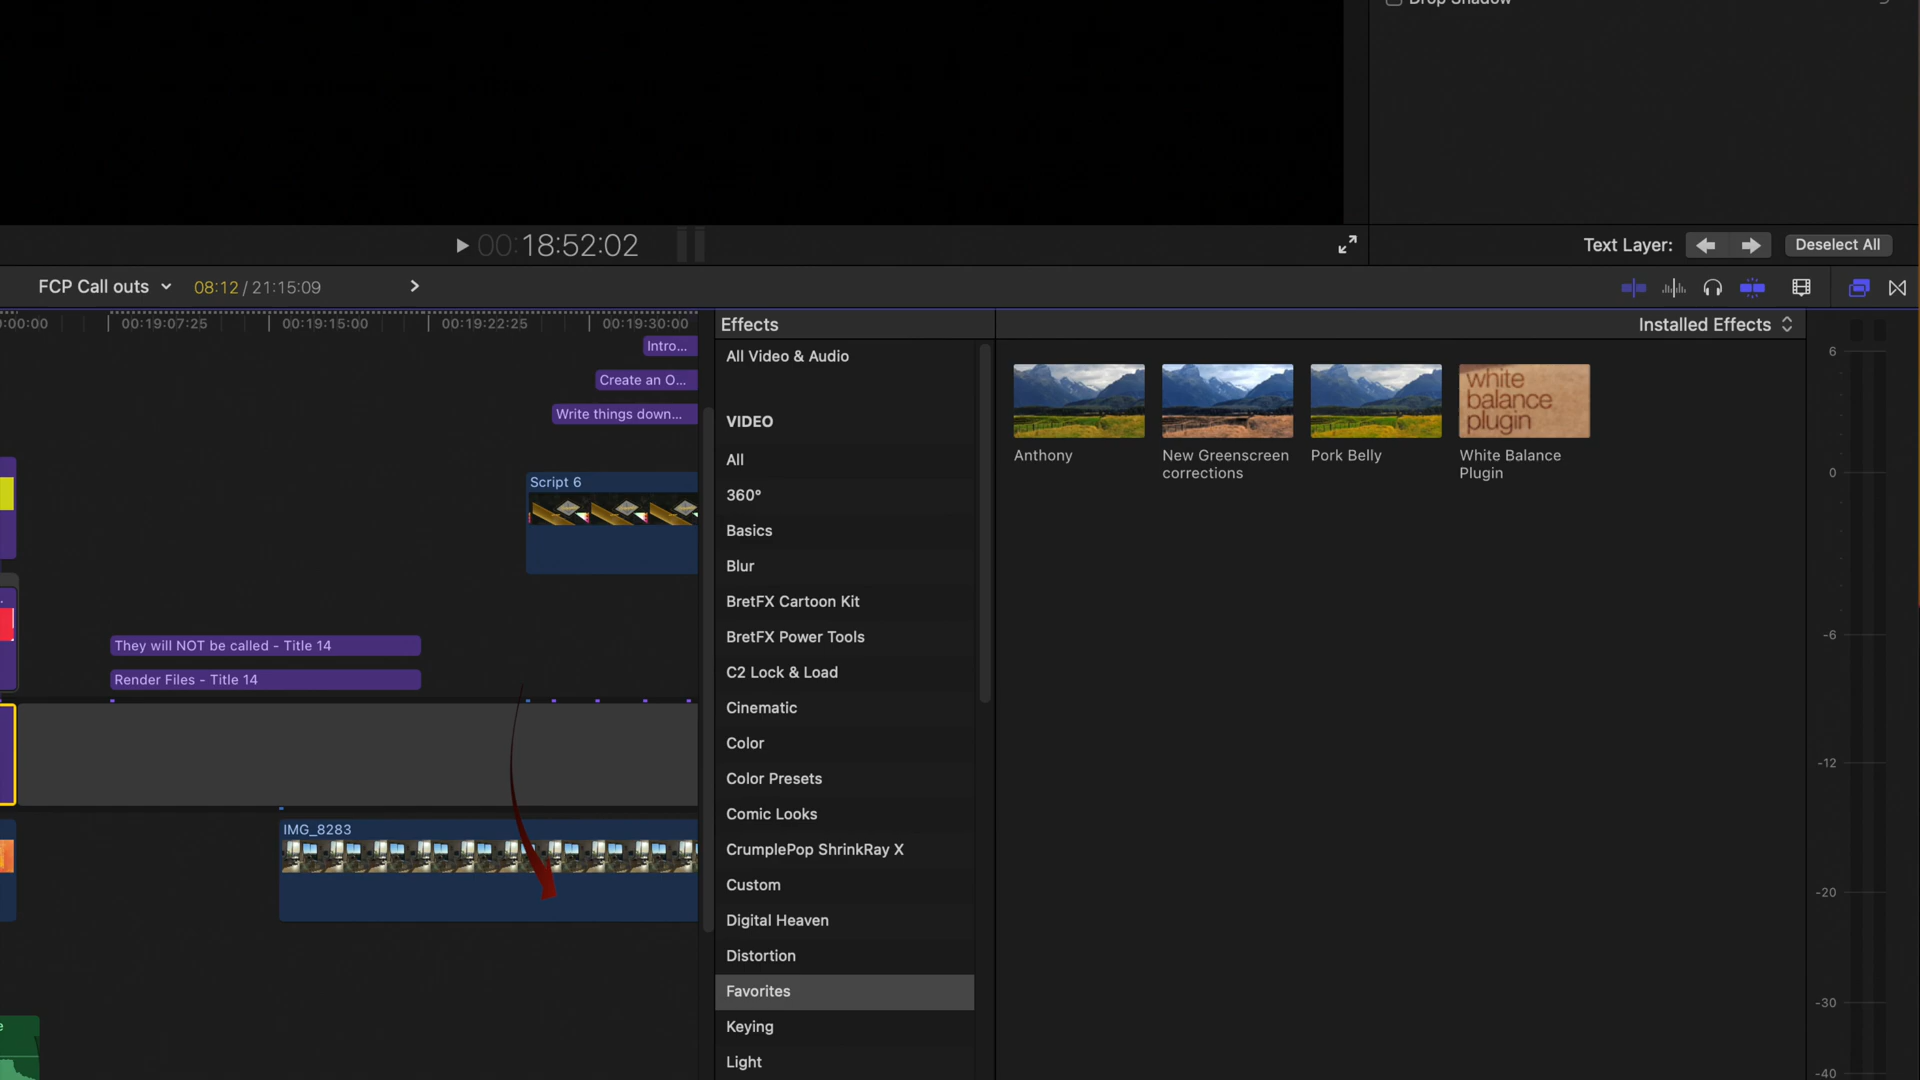 Drop Shadow
00:18:52:02
Text Layer:
Deselect All
FCP Call outs
08:12 / 21:15:09
0:00:00
00:19:07:25
00:19:15:00
00:19:22:25
00:19:30:00
Effects
Installed Effects
Intro...
Create an O...
Write things down...
Script 6
They will NOT be called - Title 14
Render Files - Title 14
IMG_8283
e
All Video & Audio
VIDEO
All
360°
Basics
Blur
BretFX Cartoon Kit
BretFX Power Tools
C2 Lock & Load
Cinematic
Color
Color Presets
Comic Looks
CrumplePop ShrinkRay X
Custom
Digital Heaven
Distortion
Favorites
Keying
Light
white
balance
plugin
Anthony
New Greenscreen
corrections
Pork Belly
White Balance
Plugin
6
0
-6
-12
-20
-30
-40